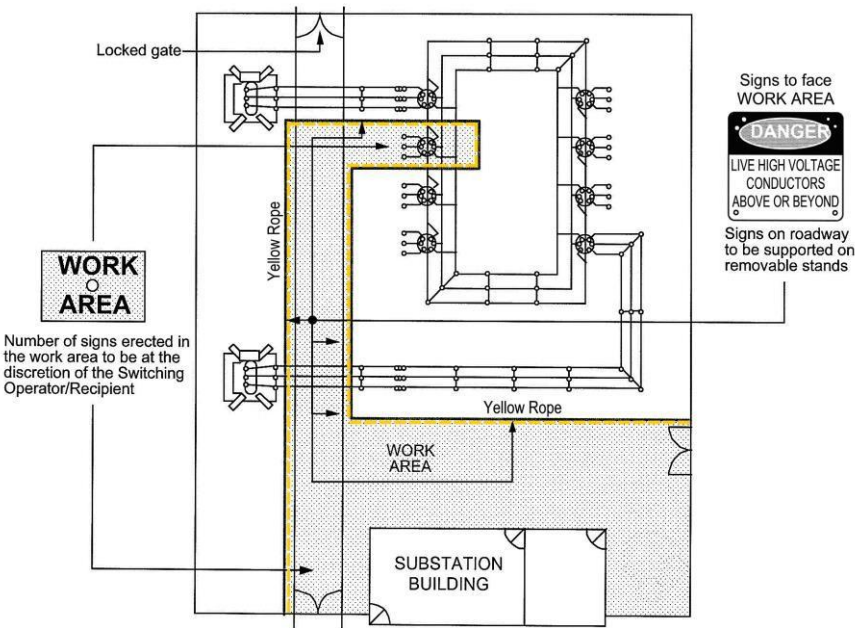 Locked gate
Signs to face
WORK AREA
DANGER
LIVE HIGH VOLTAGE
CONDUCTORS
ABOVE OR BEYOND
Signs on roadway
to be supported on
removable stands
Yellow Rope
WORK
AREA
Number of signs erected in
the work area to be at the
discretion of the Switching
Operator/Recipient
Yellow Rope
WORK
AREA
SUBSTATION
BUILDING